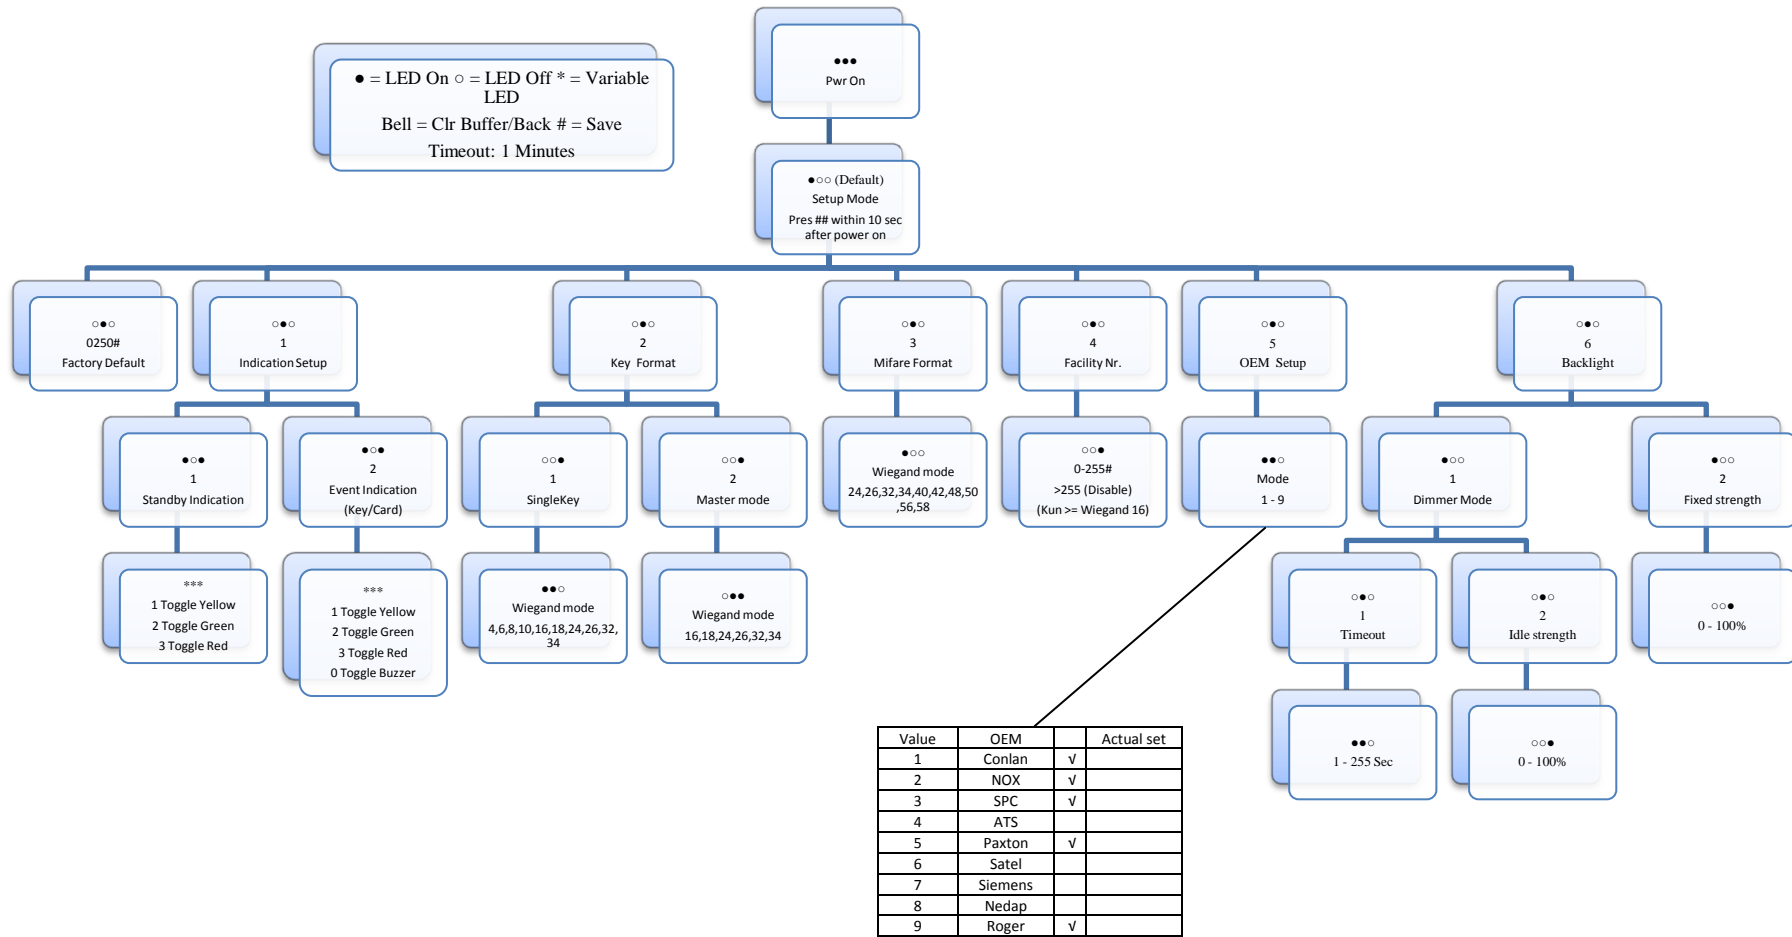 ● = LED On ○ = LED Off * = Variable
LED
Bell = Clr Buffer/Back # = Save
Timeout: 1 Minutes
●●●
Pwr On
●○○ (Default)
Setup Mode
Pres ## within 10 sec
after power on
○●○
0250#
Factory Default
○●○
1
Indication Setup
○●○
2
Key Format
○●○
3
Mifare Format
○●○
4
Facility Nr.
○●○
5
OEM Setup
○●○
6
Backlight
●○●
1
Standby Indication
●○●
2
Event Indication
(Key/Card)
○○●
1
SingleKey
○○●
2
Master mode
●○○
Wiegand mode
24,26,32,34,40,42,48,50
,56,58
○○●
0-255#
>255 (Disable)
(Kun >= Wiegand 16)
●●○
Mode
1 - 9
●○○
1
Dimmer Mode
●○○
2
Fixed strength
***
1 Toggle Yellow
2 Toggle Green
3 Toggle Red
***
1 Toggle Yellow
2 Toggle Green
3 Toggle Red
0 Toggle Buzzer
●●○
Wiegand mode
4,6,8,10,16,18,24,26,32,
34
○●●
Wiegand mode
16,18,24,26,32,34
○●○
1
Timeout
○●○
2
Idle strength
○○●
0 - 100%
●●○
1 - 255 Sec
○○●
0 - 100%
Value OEM Actual set
1 Conlan √
2 NOX √
3 SPC √
4 ATS
5 Paxton √
6 Satel
7 Siemens
8 Nedap
9 Roger √